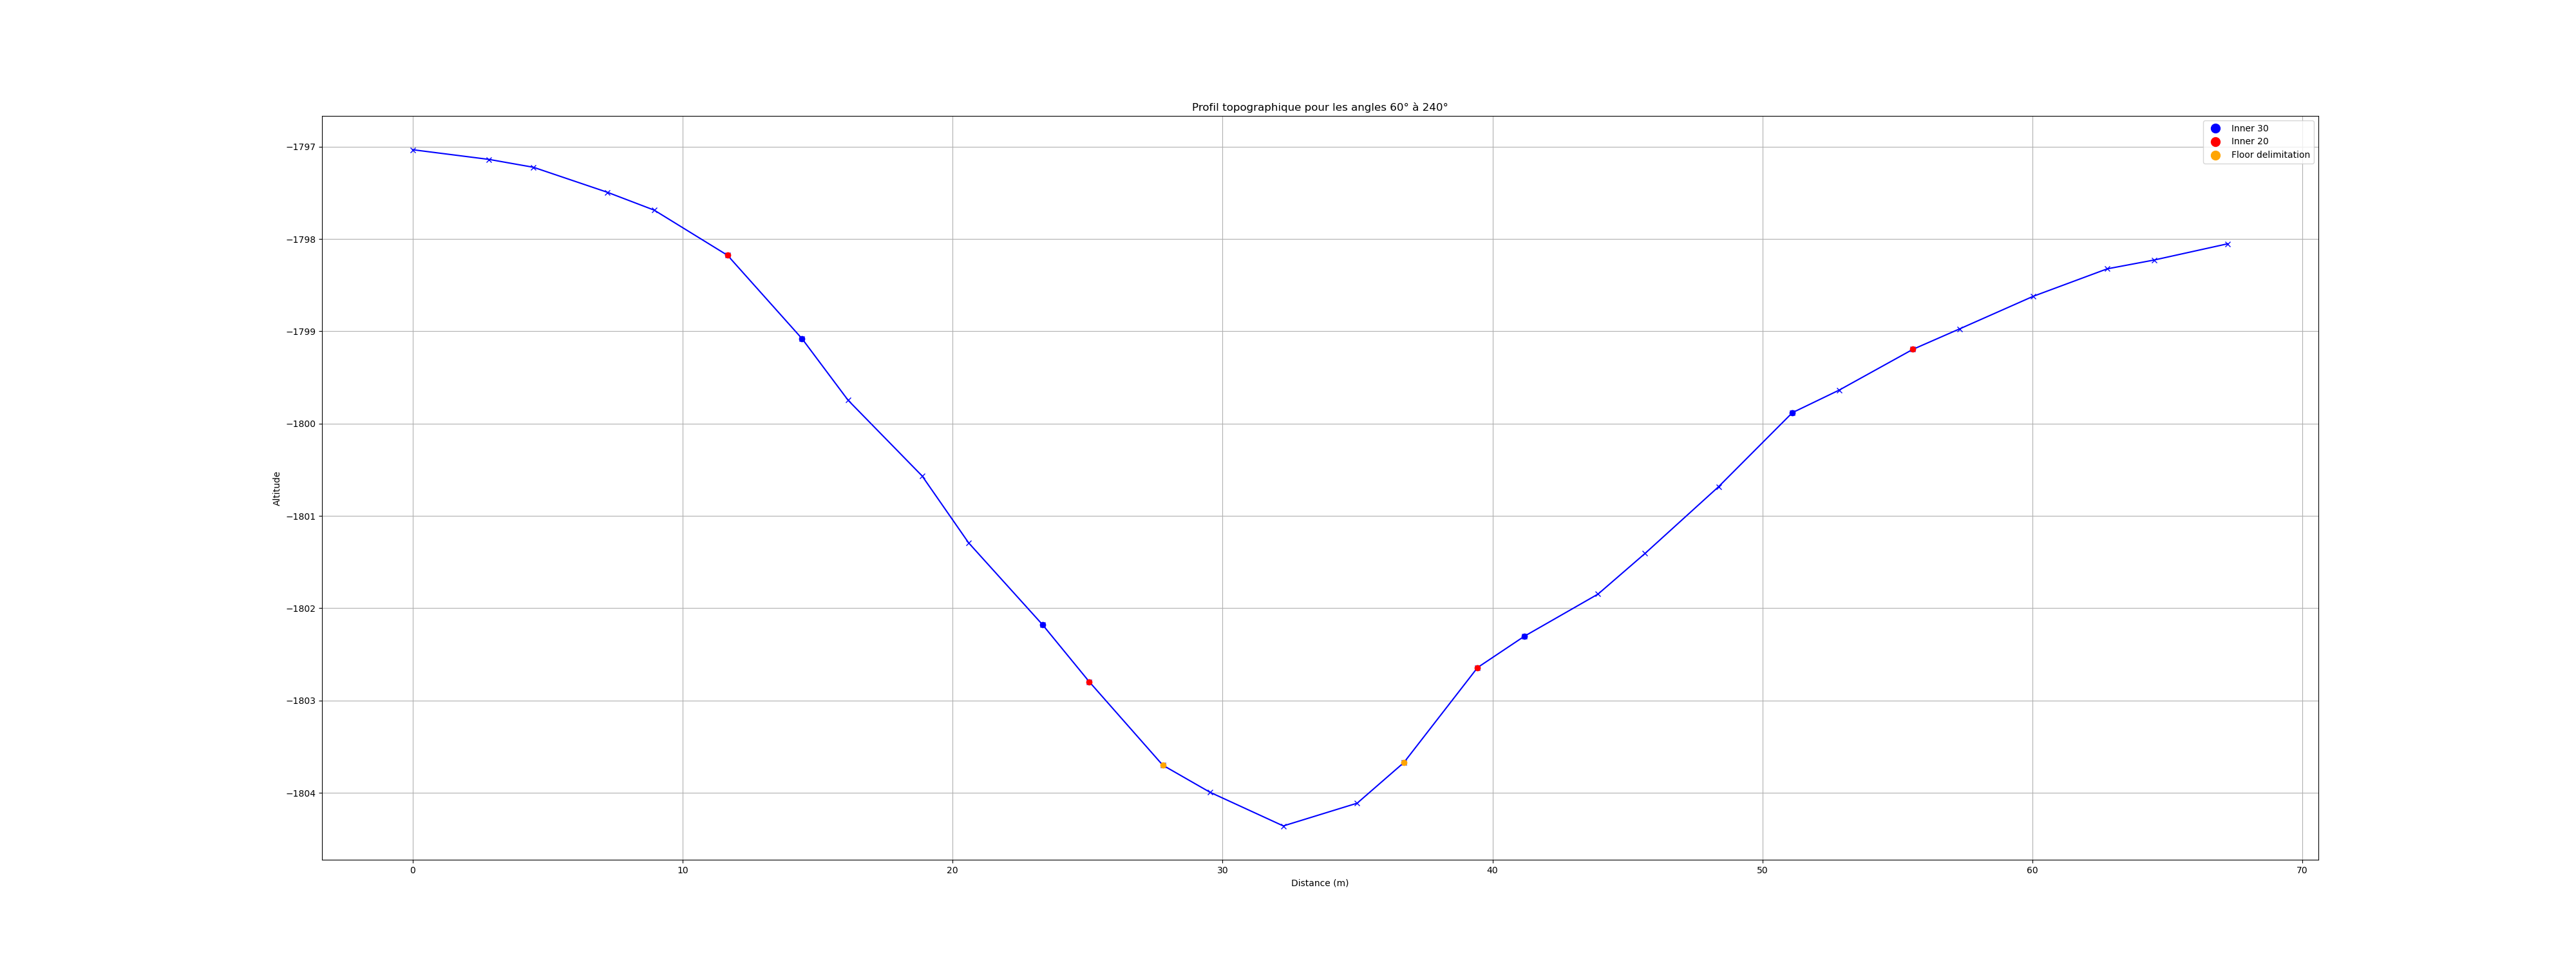 Profil topographique pour les angles 60° à 240°
Inner 30
Inner 20
Floor delimitation
−1797
−1798
−1799
−1800
−1801
−1802
−1803
−1804
Altitude
0 10 20 30 40 50 60 70
Distance (m)